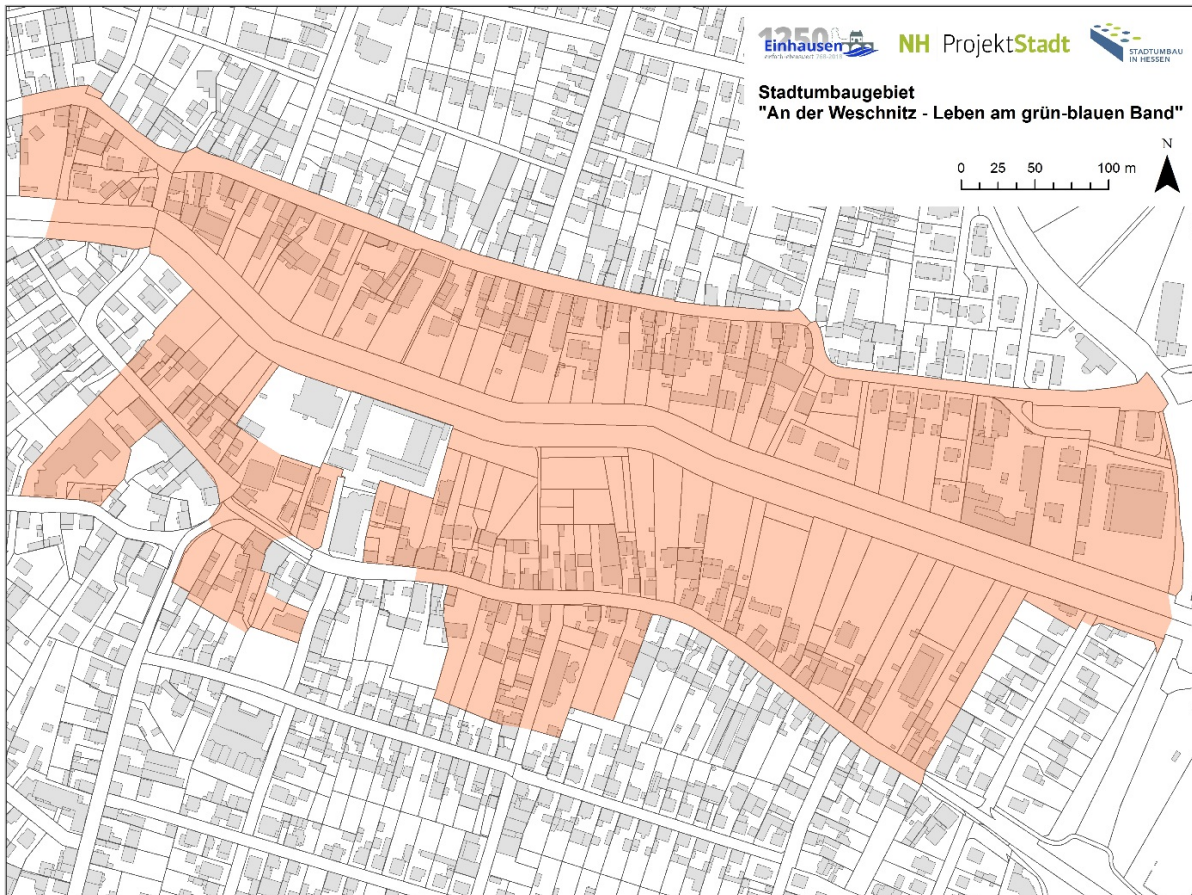 1250
Einhausen
NH ProjektStadt
STADTUMBAU
IN HESSEN
Stadtumbaugebiet
"An der Weschnitz - Leben am grün-blauen Band"
N
0 25 50 100 m